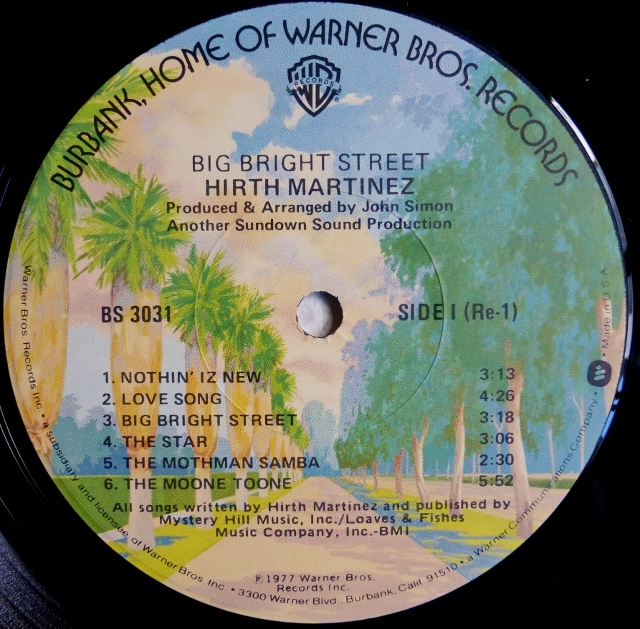 BURBANK, HOME OF WARNER BROS. RECORDS
WB
RECORDS
BIG BRIGHT STREET
HIRTH MARTINEZ
Produced & Arranged by John Simon
Another Sundown Sound Production
BS 3031
SIDE I (Re-1)
1. NOTHIN' IZ NEW 3:13
2. LOVE SONG 4:26
3. BIG BRIGHT STREET 3:18
4. THE STAR 3:06
5. THE MOTHMAN SAMBA 2:30
6. THE MOONE TOONE 5:52
All songs written by Hirth Martinez and published by
Mystery Hill Music, Inc./Loaves & Fishes
Music Company, Inc.-BMI
℗1977 Warner Bros.
Records Inc.
Warner Bros. Records Inc. • a subsidiary and licensee of Warner Bros. Inc. • 3300 Warner Blvd., Burbank, Calif. 91510 • a Warner Communications Company • Made in U.S.A.